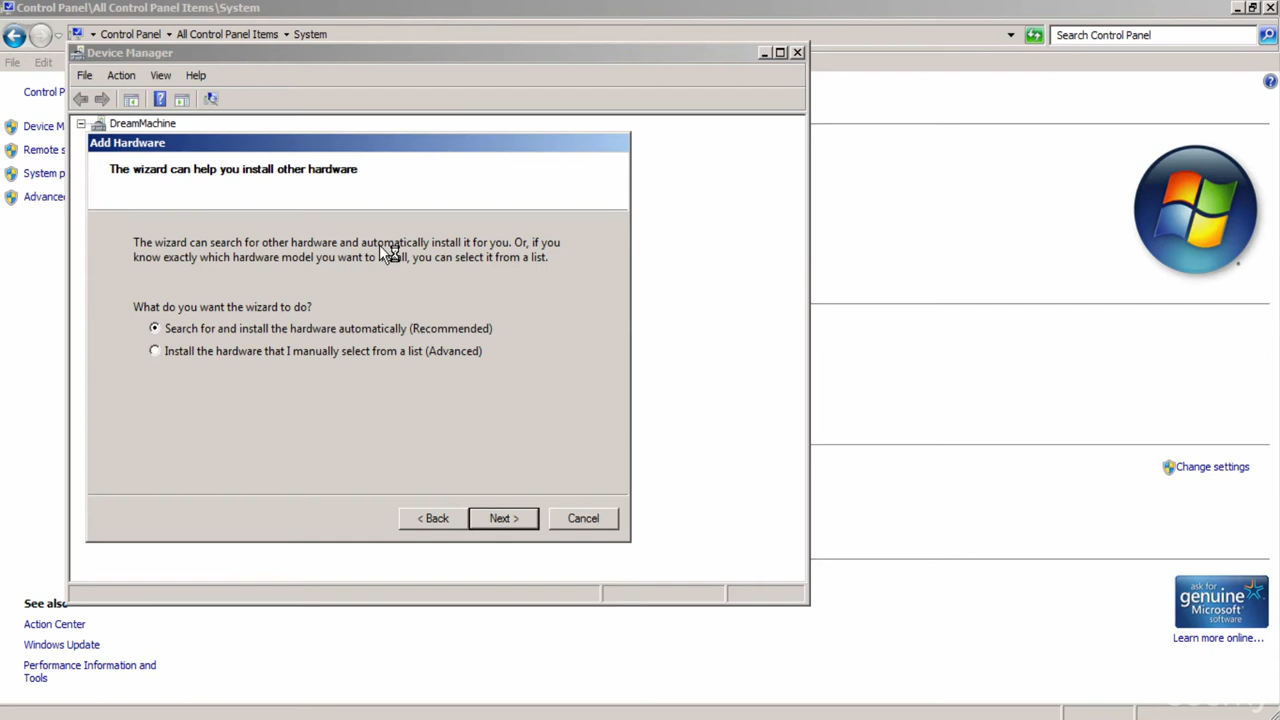 Control Panel\All Control Panel Items\System
Control Panel All Control Panel Items System
Search Control Panel
File Edit
Device Manager
File Action View Help
Control P
Device M
Remote s
System p
Advance
DreamMachine
Add Hardware
The wizard can help you install other hardware
The wizard can search for other hardware and automatically install it for you. Or, if you
know exactly which hardware model you want to install, you can select it from a list.
What do you want the wizard to do?
Search for and install the hardware automatically (Recommended)
Install the hardware that I manually select from a list (Advanced)
< Back Next > Cancel
Change settings
See also
Action Center
Windows Update
Performance Information and
Tools
ask for
genuine
Microsoft
software
Learn more online...